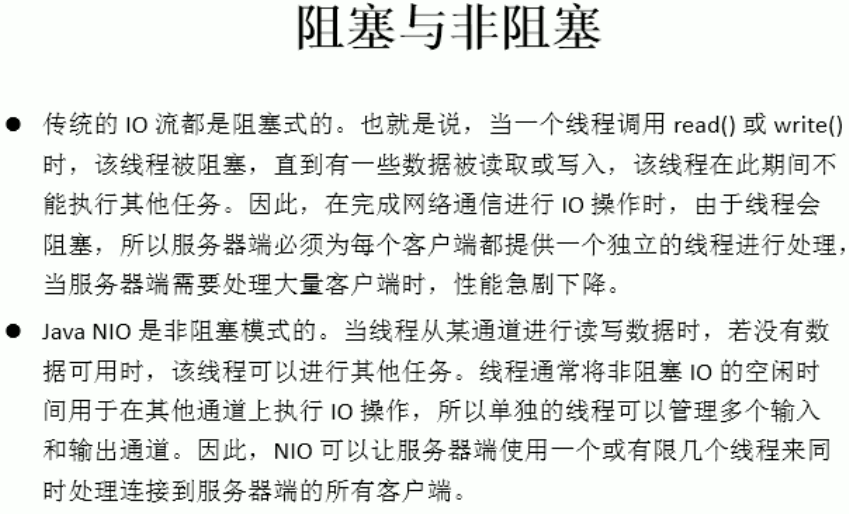 阻塞与非阻塞
● 传统的 IO 流都是阻塞式的。也就是说，当一个线程调用 read() 或 write()
时，该线程被阻塞，直到有一些数据被读取或写入，该线程在此期间不
能执行其他任务。因此，在完成网络通信进行 IO 操作时，由于线程会
阻塞，所以服务器端必须为每个客户端都提供一个独立的线程进行处理，
当服务器端需要处理大量客户端时，性能急剧下降。
● Java NIO 是非阻塞模式的。当线程从某通道进行读写数据时，若没有数
据可用时，该线程可以进行其他任务。线程通常将非阻塞 IO 的空闲时
间用于在其他通道上执行 IO 操作，所以单独的线程可以管理多个输入
和输出通道。因此，NIO 可以让服务器端使用一个或有限几个线程来同
时处理连接到服务器端的所有客户端。